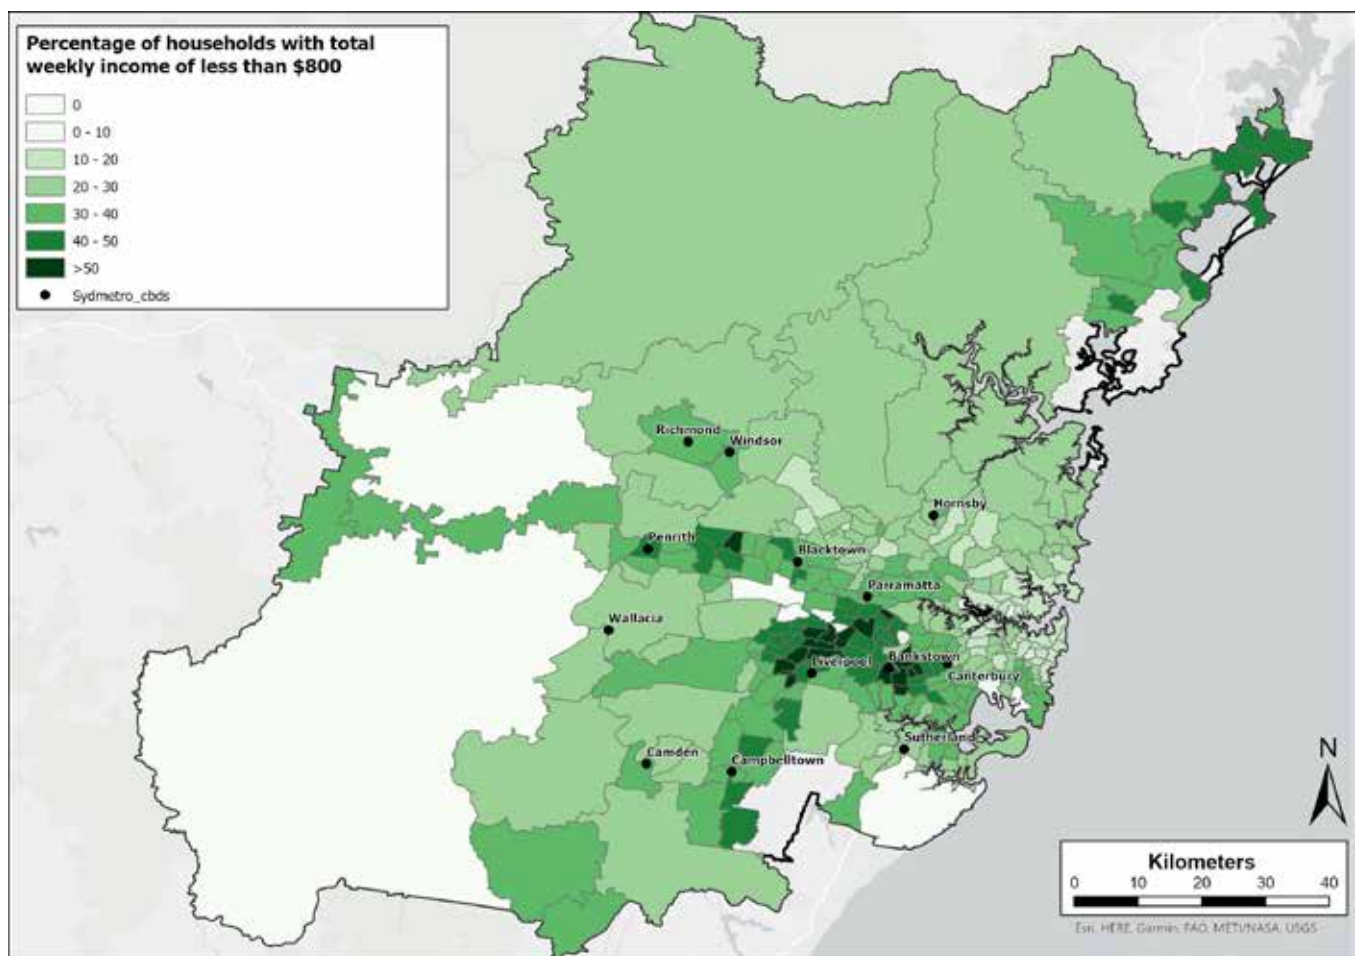 Percentage of households with total
weekly income of less than $800
0
0 - 10
10 - 20
20 - 30
30 - 40
40 - 50
>50
Sydmetro_cbds
Richmond
Windsor
Hornsby
Penrith
Blacktown
Parramatta
Wallacia
Liverpool
Bankstown
Canterbury
Sutherland
Camden
Campbelltown
N
Kilometers
0 10 20 30 40
Esri, HERE, Garmin, FAO, METI/NASA, USGS